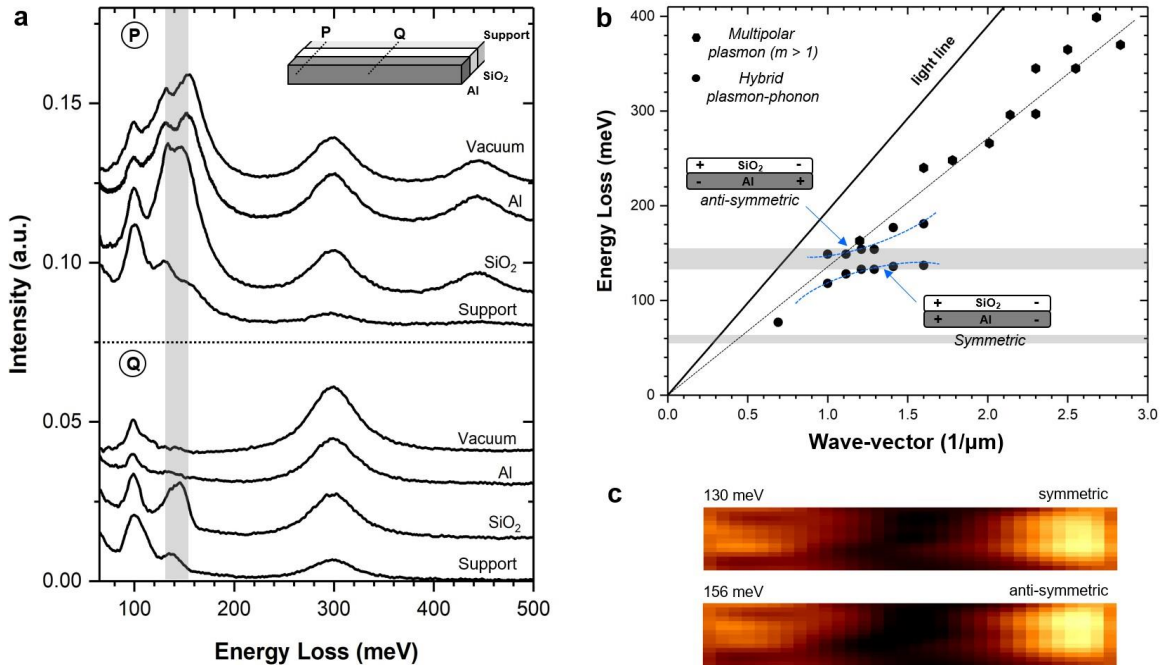 a
P
P
Q
Support
SiO2
Al
Vacuum
Al
SiO2
Support
Q
Vacuum
Al
SiO2
Support
0.15
0.10
0.05
0.00
Intensity (a.u.)
100
200
300
400
500
Energy Loss (meV)
b
Multipolar
plasmon (m > 1)
Hybrid
plasmon-phonon
light line
+ SiO2 -
- Al +
anti-symmetric
+ SiO2 -
+ Al -
Symmetric
400
300
200
100
0
Energy Loss (meV)
0.0
0.5
1.0
1.5
2.0
2.5
3.0
Wave-vector (1/μm)
c
130 meV
symmetric
156 meV
anti-symmetric